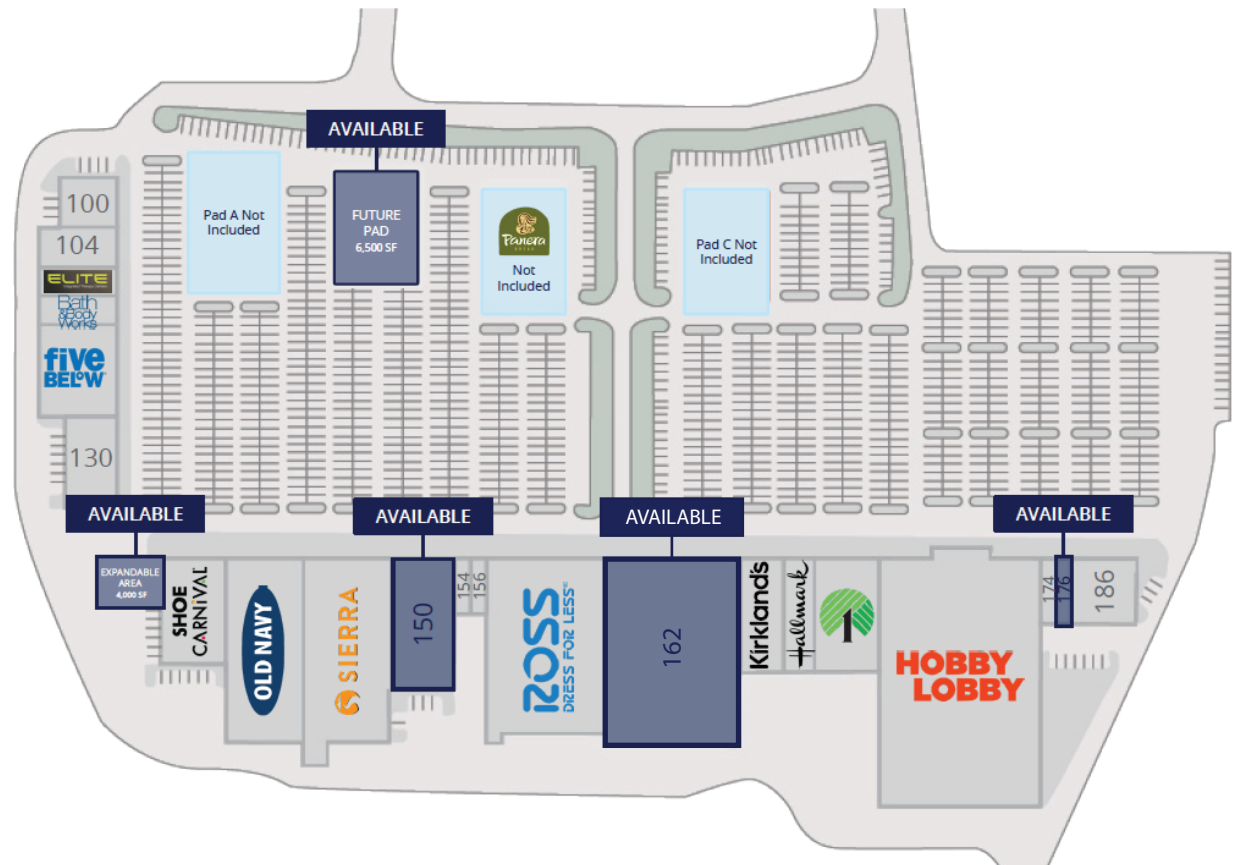 AVAILABLE
100
104
ELITE
Bath
&Body
Works
five
BELOW
130
Pad A Not
Included
FUTURE
PAD
6,500 SF
Panera
BREAD
Not
Included
Pad C Not
Included
AVAILABLE
AVAILABLE
AVAILABLE
AVAILABLE
EXPANDABLE
AREA
4,000 SF
SHOE
CARNIVAL
OLD NAVY
SIERRA
150
154
156
ROSS
DRESS FOR LESS®
162
Kirkland's
Hallmark
1
HOBBY
LOBBY
174
176
186